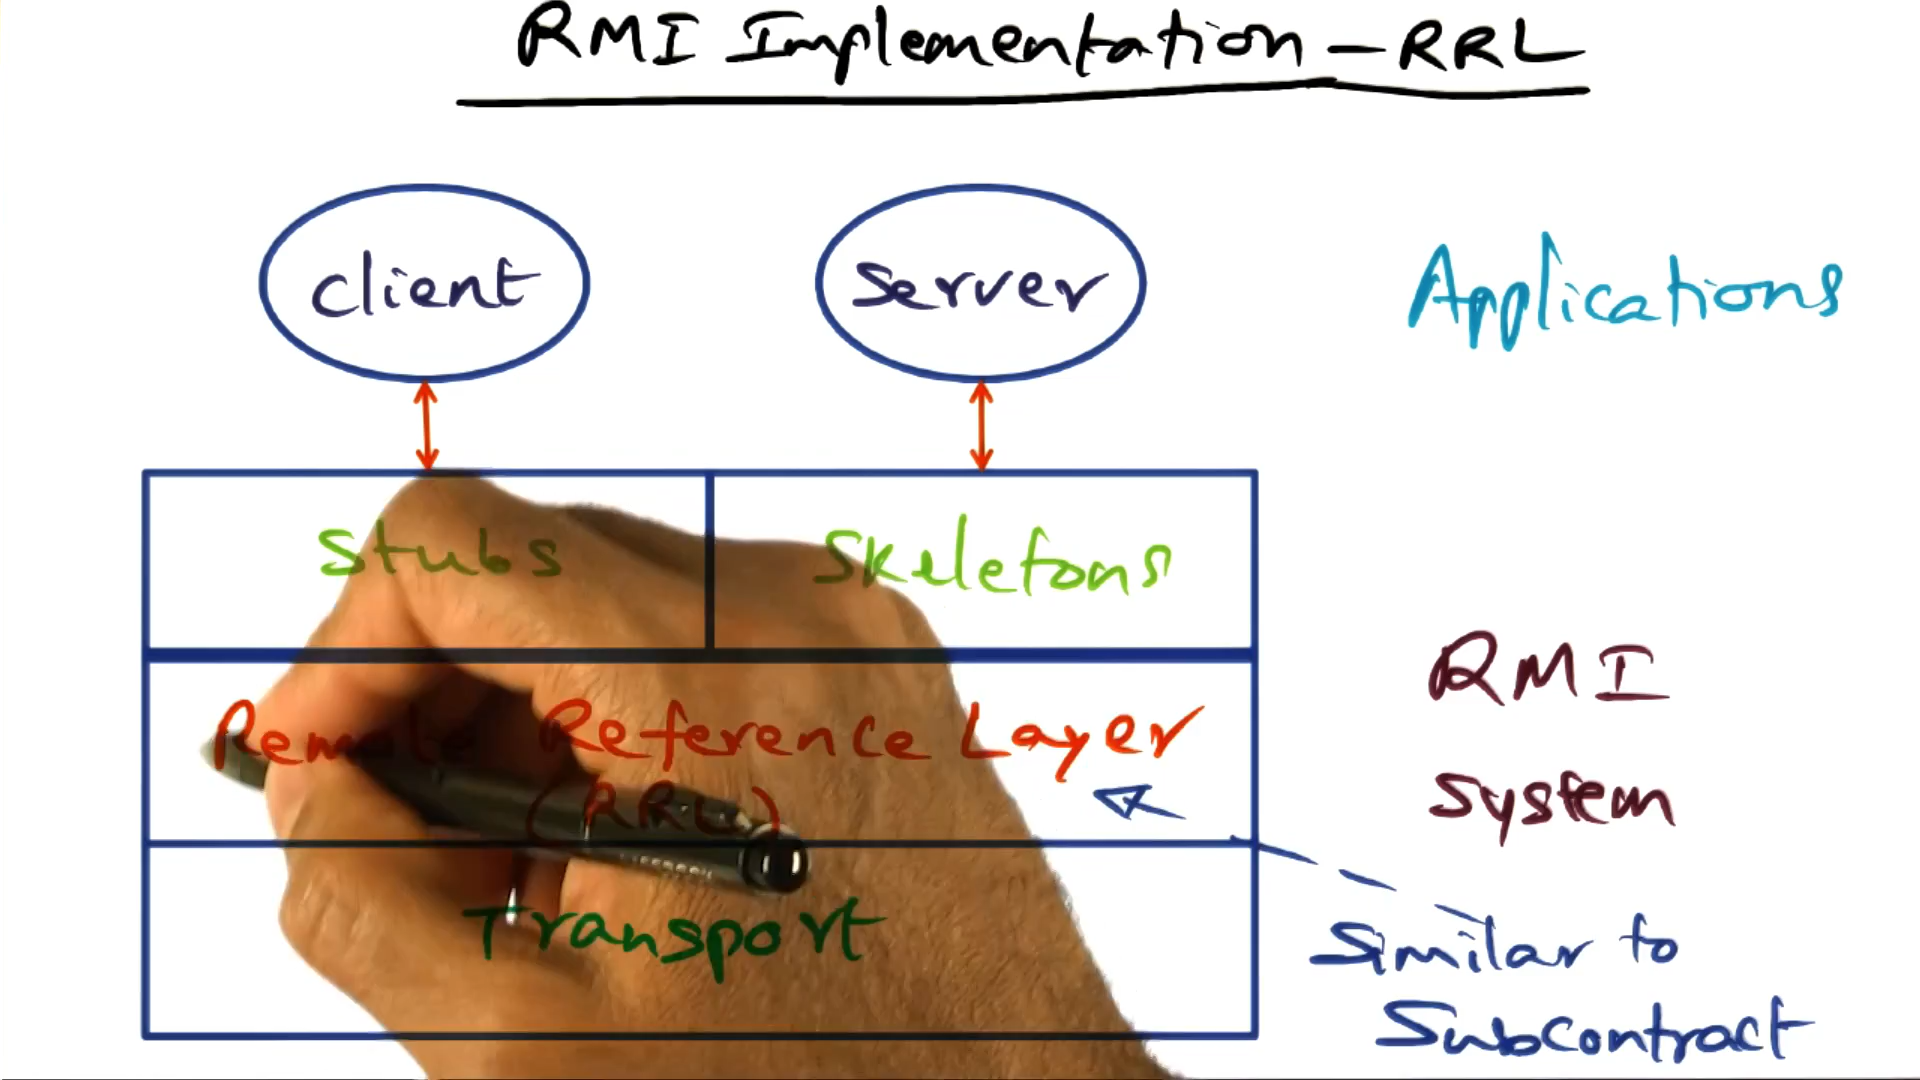 RMI Implementation - RRL
client
server
Applications
Stubs
Skeletons
Remote Reference Layer
(RRL)
RMI
System
Transport
Similar to
Subcontract